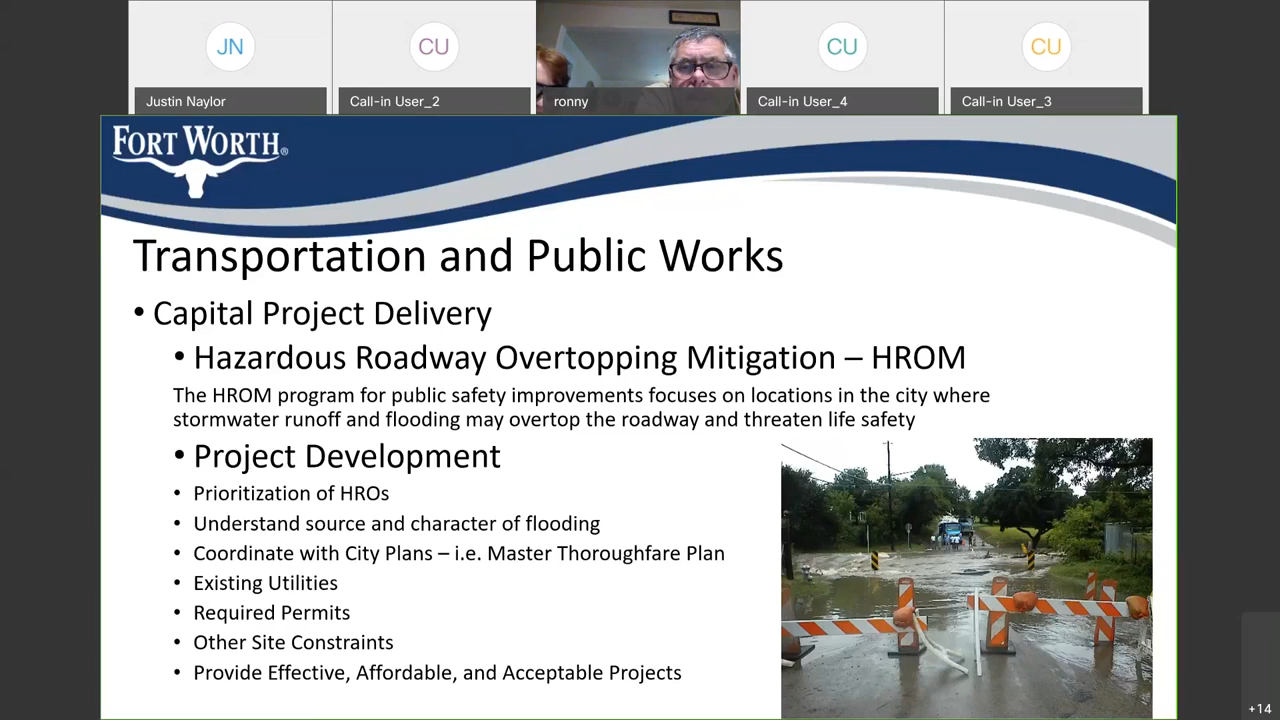 JN
CU
CU
CU
Justin Naylor
Call-in User_2
ronny
Call-in User_4
Call-in User_3
FORT WORTH®
Transportation and Public Works
• Capital Project Delivery
• Hazardous Roadway Overtopping Mitigation – HROM
The HROM program for public safety improvements focuses on locations in the city where
stormwater runoff and flooding may overtop the roadway and threaten life safety
• Project Development
• Prioritization of HROs
• Understand source and character of flooding
• Coordinate with City Plans – i.e. Master Thoroughfare Plan
• Existing Utilities
• Required Permits
• Other Site Constraints
• Provide Effective, Affordable, and Acceptable Projects
+14